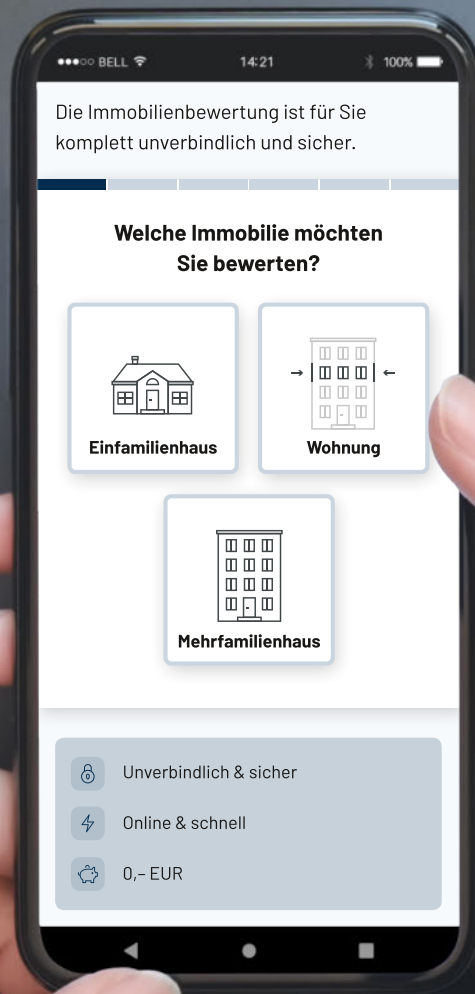 BELL 14:21 100%
Die Immobilienbewertung ist für Sie
komplett unverbindlich und sicher.
Welche Immobilie möchten
Sie bewerten?
Einfamilienhaus
Wohnung
Mehrfamilienhaus
Unverbindlich & sicher
Online & schnell
0,– EUR